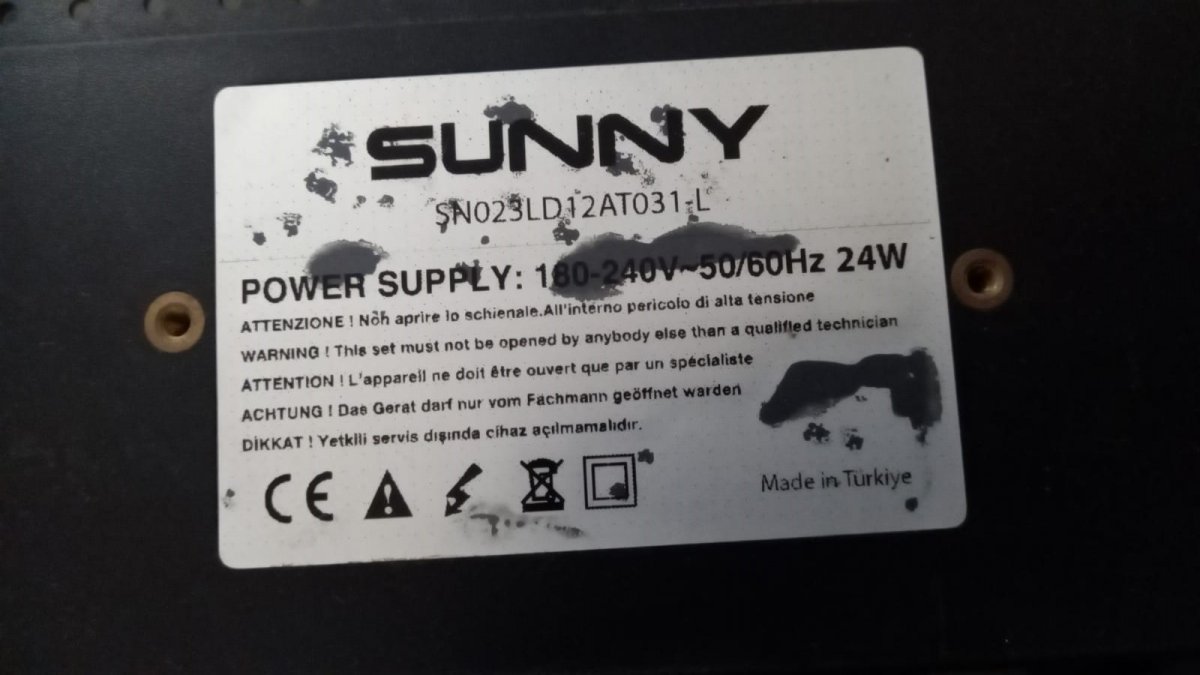 SUNNY
SN023LD12AT031-L
POWER SUPPLY: 180-240V~50/60Hz 24W
ATTENZIONE ! Non aprire lo schienale.All'interno pericolo di alta tensione
WARNING ! This set must not be opened by anybody else than a qualified technician
ATTENTION ! L'appareil ne doit être ouvert que par un spécialiste
ACHTUNG ! Das Gerat darf nur vom Fachmann geöffnet warden
DİKKAT ! Yetkili servis dışında cihaz açılmamalıdır.
CE
Made in Türkiye